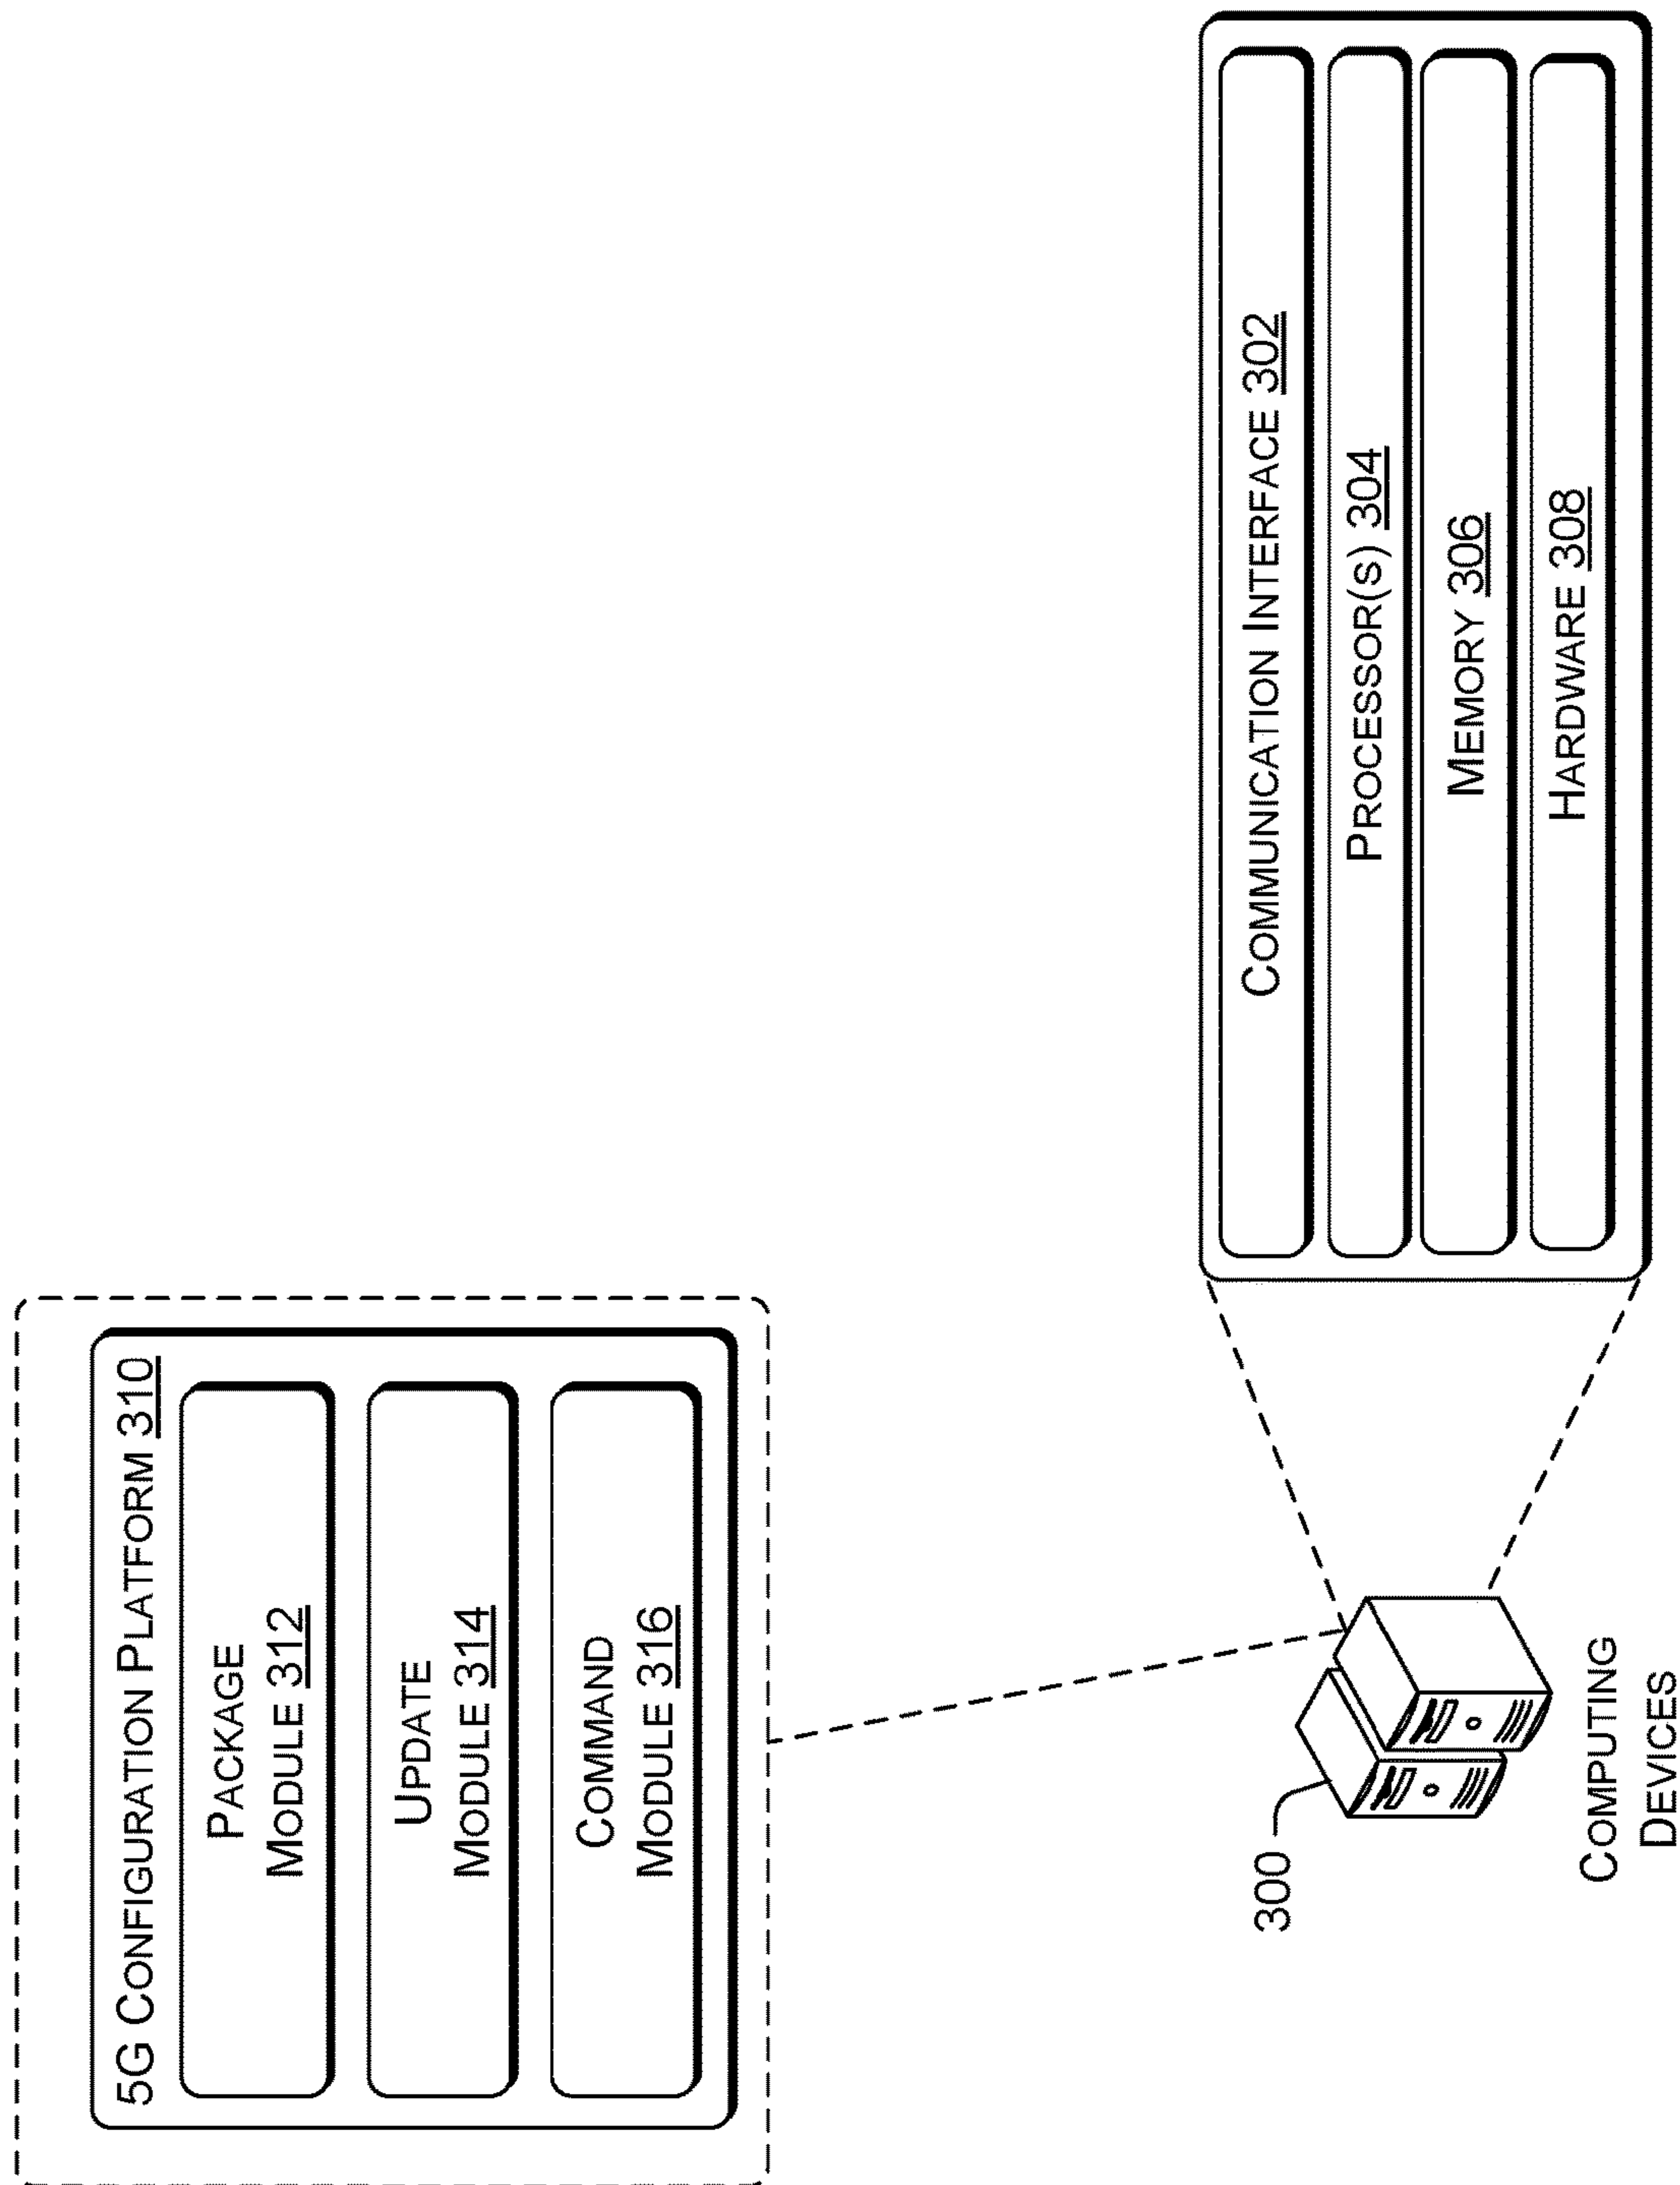 5G CONFIGURATION PLATFORM 310
PACKAGE
MODULE 312
UPDATE
MODULE 314
COMMAND
MODULE 316
300
COMPUTING
DEVICES
COMMUNICATION INTERFACE 302
PROCESSOR(S) 304
MEMORY 306
HARDWARE 308